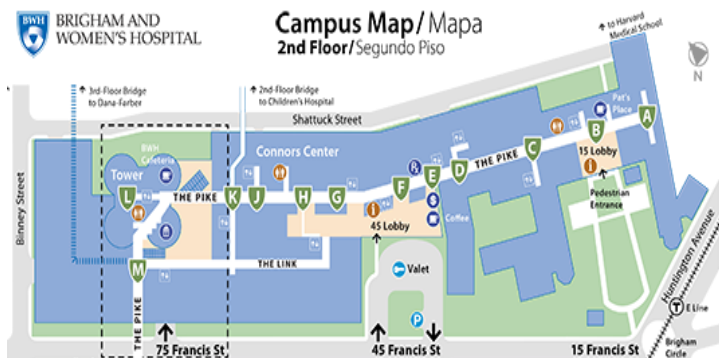 BWH
BRIGHAM AND
WOMEN'S HOSPITAL
Campus Map/Mapa
2nd Floor/Segundo Piso
to Harvard
Medical School
N
3rd-Floor Bridge
to Dana-Farber
2nd-Floor Bridge
to Children's Hospital
Shattuck Street
Binney Street
BWH
Cafeteria
Tower
Connors Center
Pat's
Place
A
B
15 Lobby
C
THE PIKE
D
E
F
G
H
J
K
THE PIKE
L
Coffee
45 Lobby
Pedestrian
Entrance
M
THE LINK
THE PIKE
Valet
P
Huntington Avenue
T E Line
Brigham
Circle
75 Francis St
45 Francis St
15 Francis St